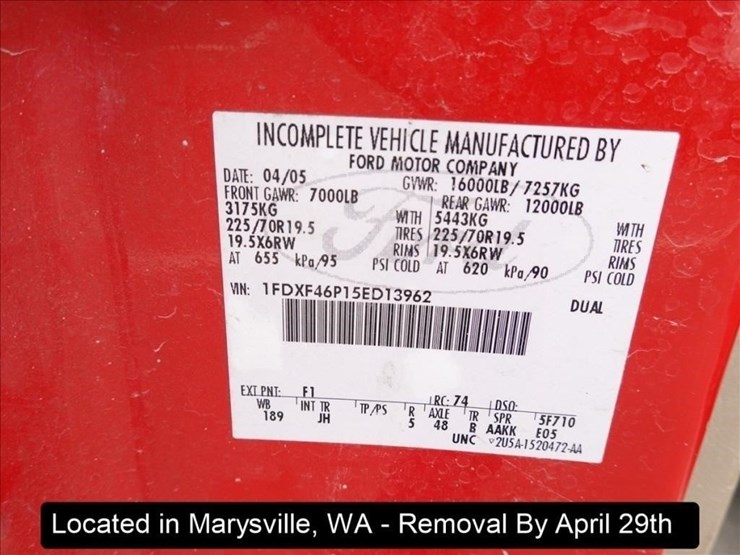 INCOMPLETE VEHICLE MANUFACTURED BY
FORD MOTOR COMPANY
DATE: 04/05 GVWR: 16000LB/ 7257KG
FRONT GAWR: 7000LB REAR GAWR: 12000LB
3175KG WITH 5443KG WITH
225/70R19.5 TIRES 225/70R19.5 TIRES
19.5X6RW RIMS 19.5X6RW RIMS
AT 655 kPa/95 PSI COLD AT 620 kPa/90 PSI COLD
VIN: 1FDXF46P15ED13962 DUAL
Ford
EXT PNT: F1 RC: 74 DSO:
WB INT TR TP/PS R AXLE TR SPR 5F710
189 JH 5 48 B AAKK E05
UNC 2U5A-1520472-AA
Located in Marysville, WA - Removal By April 29th